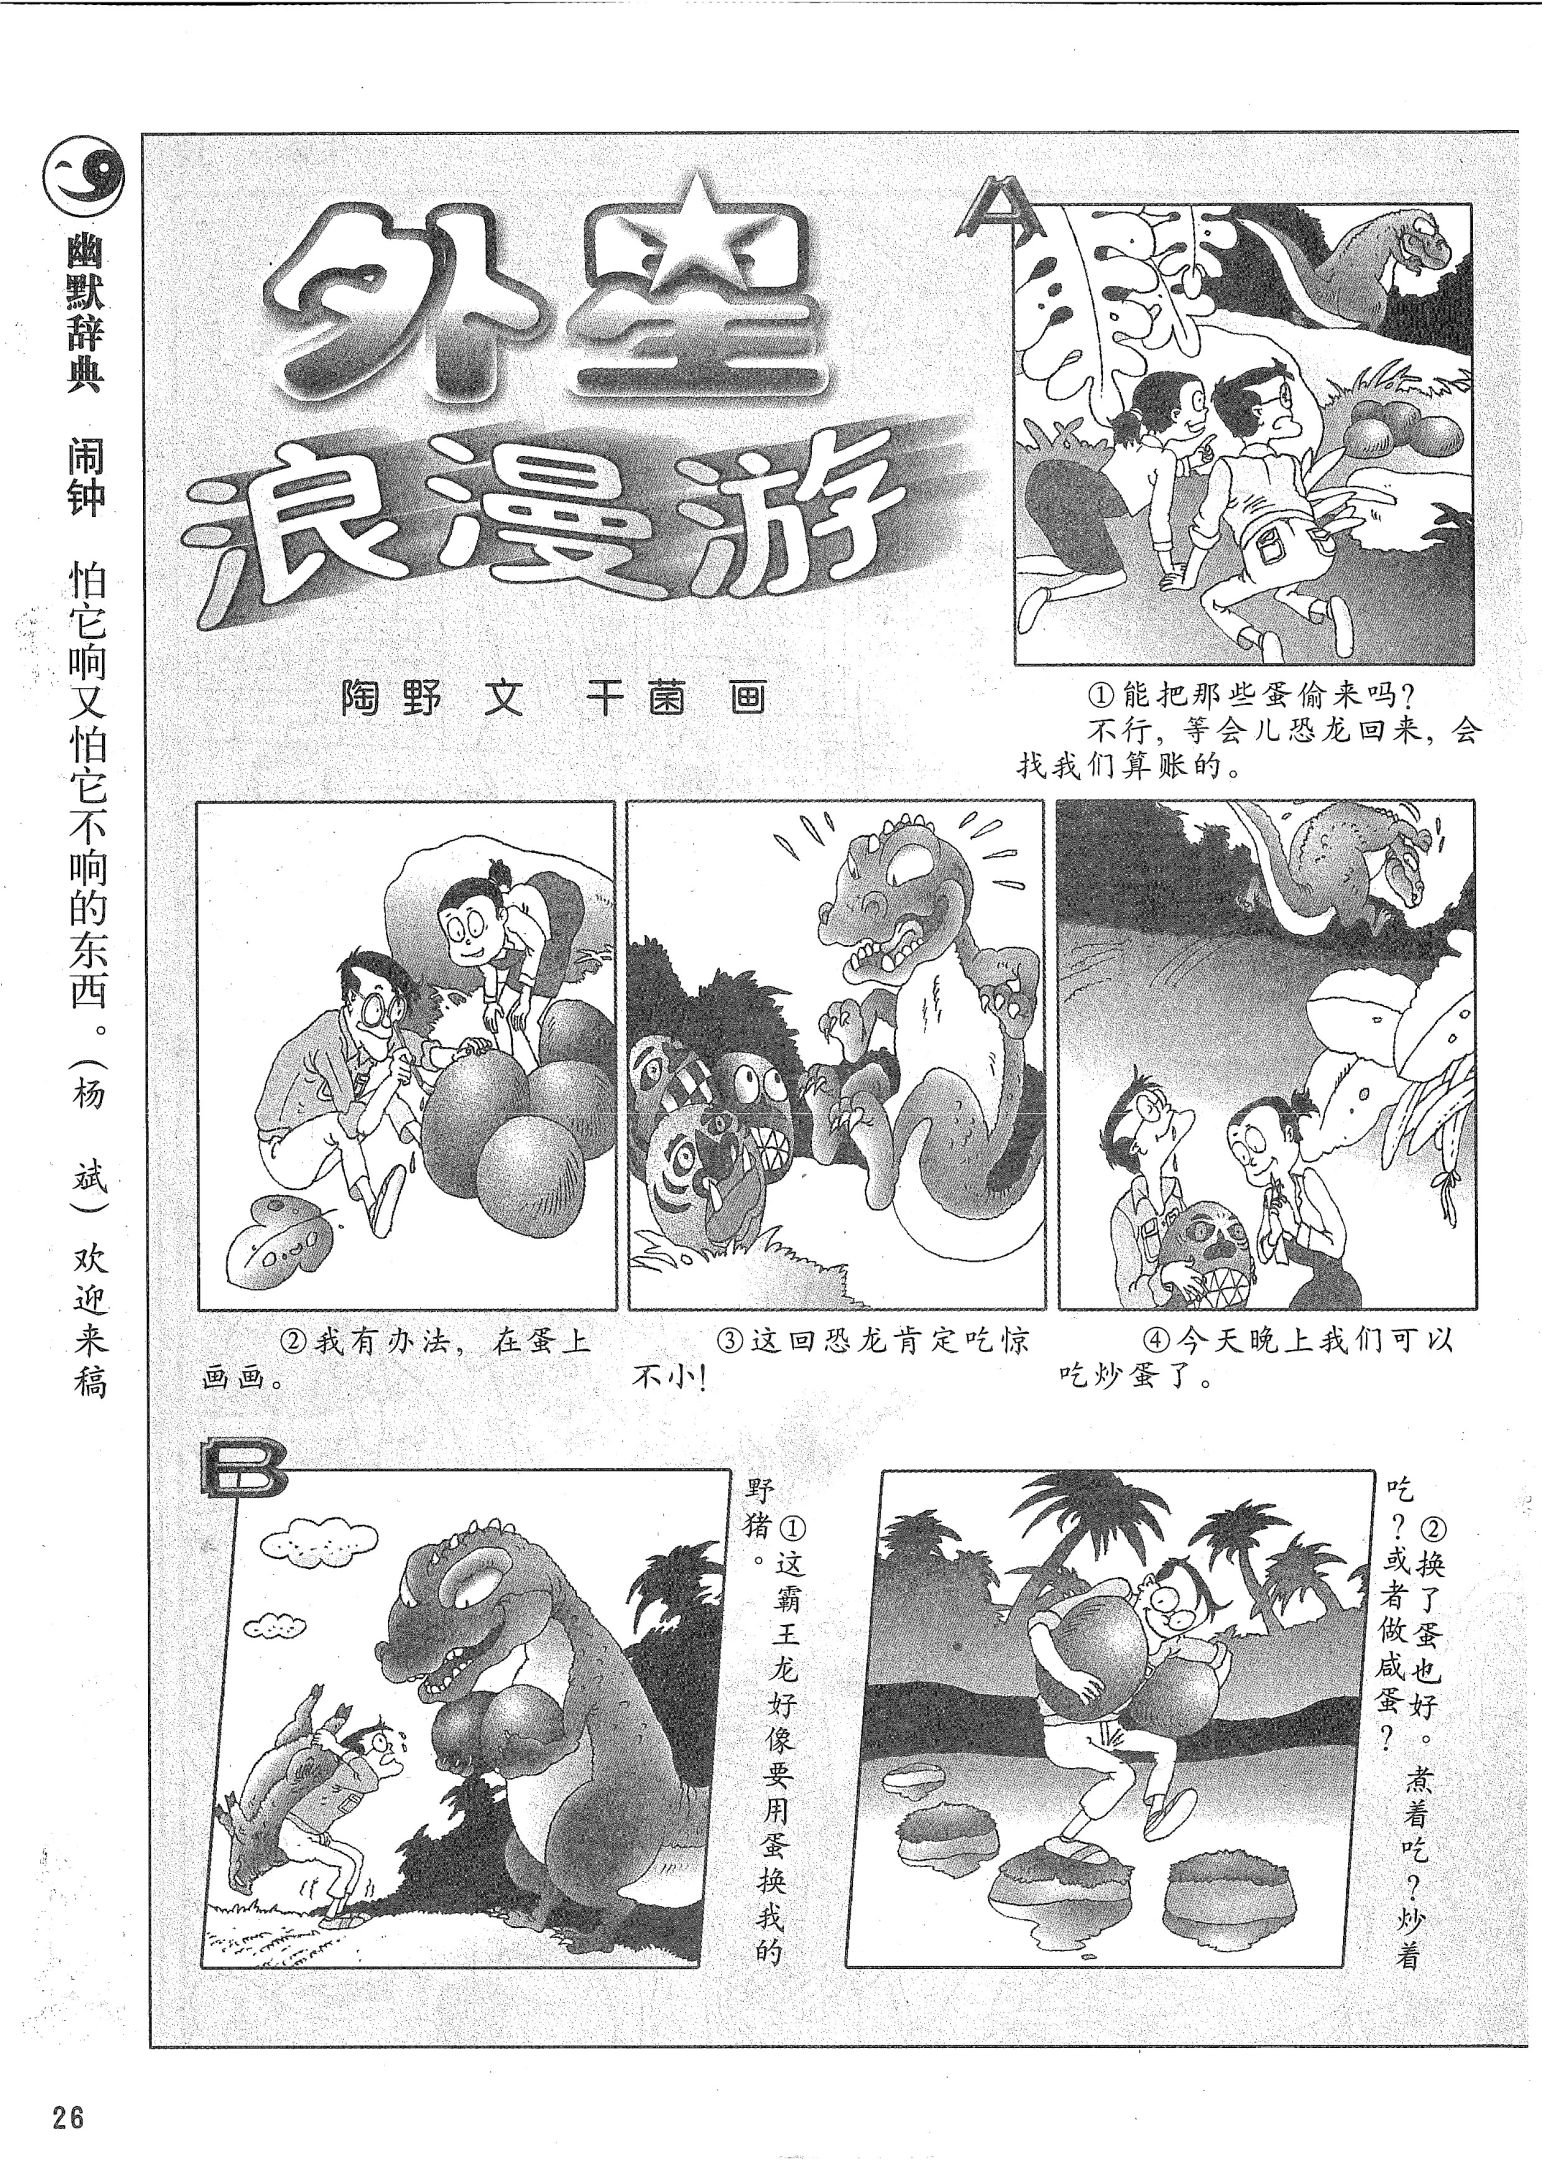 幽默辞典 闹钟 怕它响又怕它不响的东西。(杨 斌) 欢迎来稿
外星
浪漫游
陶野 文 干菌 画
A
①能把那些蛋偷来吗?
不行,等会儿恐龙回来,会
找我们算账的。
②我有办法,在蛋上
画画。
③这回恐龙肯定吃惊
不小!
④今天晚上我们可以
吃炒蛋了。
B
①这霸王龙好像要用蛋换我的
野猪。
②换了蛋也好。煮着吃?炒着
吃?或者做咸蛋?
26